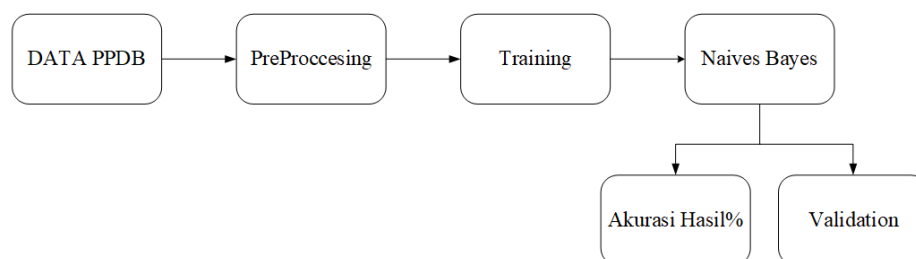 DATA PPDB
PreProccesing
Training
Naives Bayes
Akurasi Hasil%
Validation